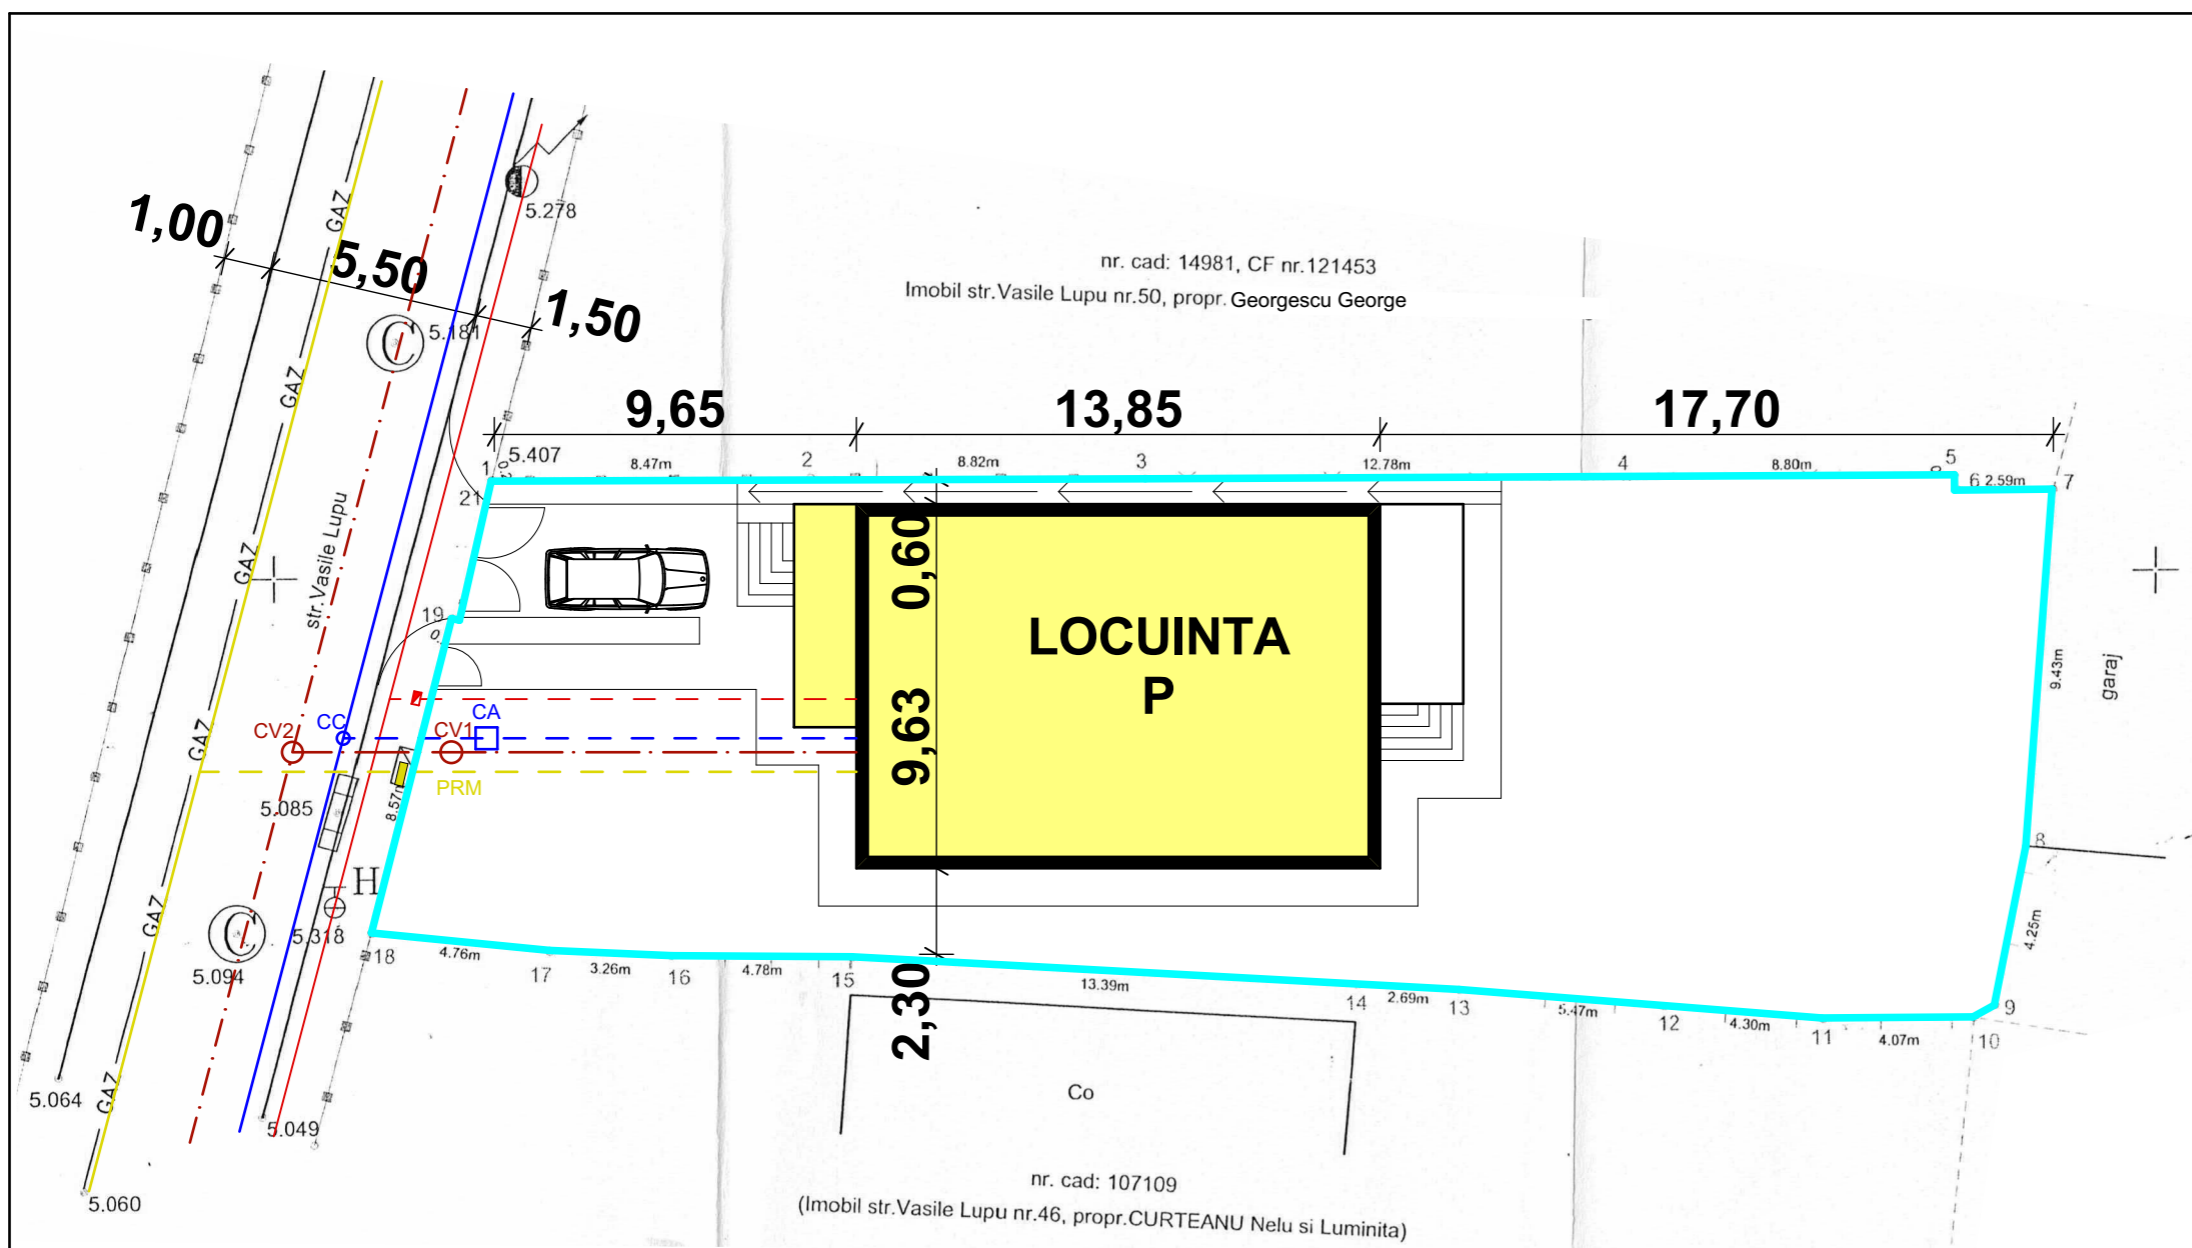 1,00
5,50
1,50
GAZ
GAZ
GAZ
GAZ
GAZ
GAZ
5.278
C
5.181
nr. cad: 14981, CF nr.121453
Imobil str.Vasile Lupu nr.50, propr. Georgescu George
9,65
13,85
17,70
1
5.407
8.47m
2
8.82m
3
12.78m
4
8.80m
5
6
2.59m
7
21
str.Vasile Lupu
19
0,60
LOCUINTA
P
9,63
9.43m
garaj
CV2
CC
CV1
CA
PRM
5.085
8.57m
8
H
C
5.318
5.094
18
4.76m
17
3.26m
16
4.78m
15
2,30
13.39m
14
2.69m
13
5.47m
12
4.30m
11
4.07m
10
9
4.25m
5.064
5.049
5.060
Co
nr. cad: 107109
(Imobil str.Vasile Lupu nr.46, propr.CURTEANU Nelu si Luminita)